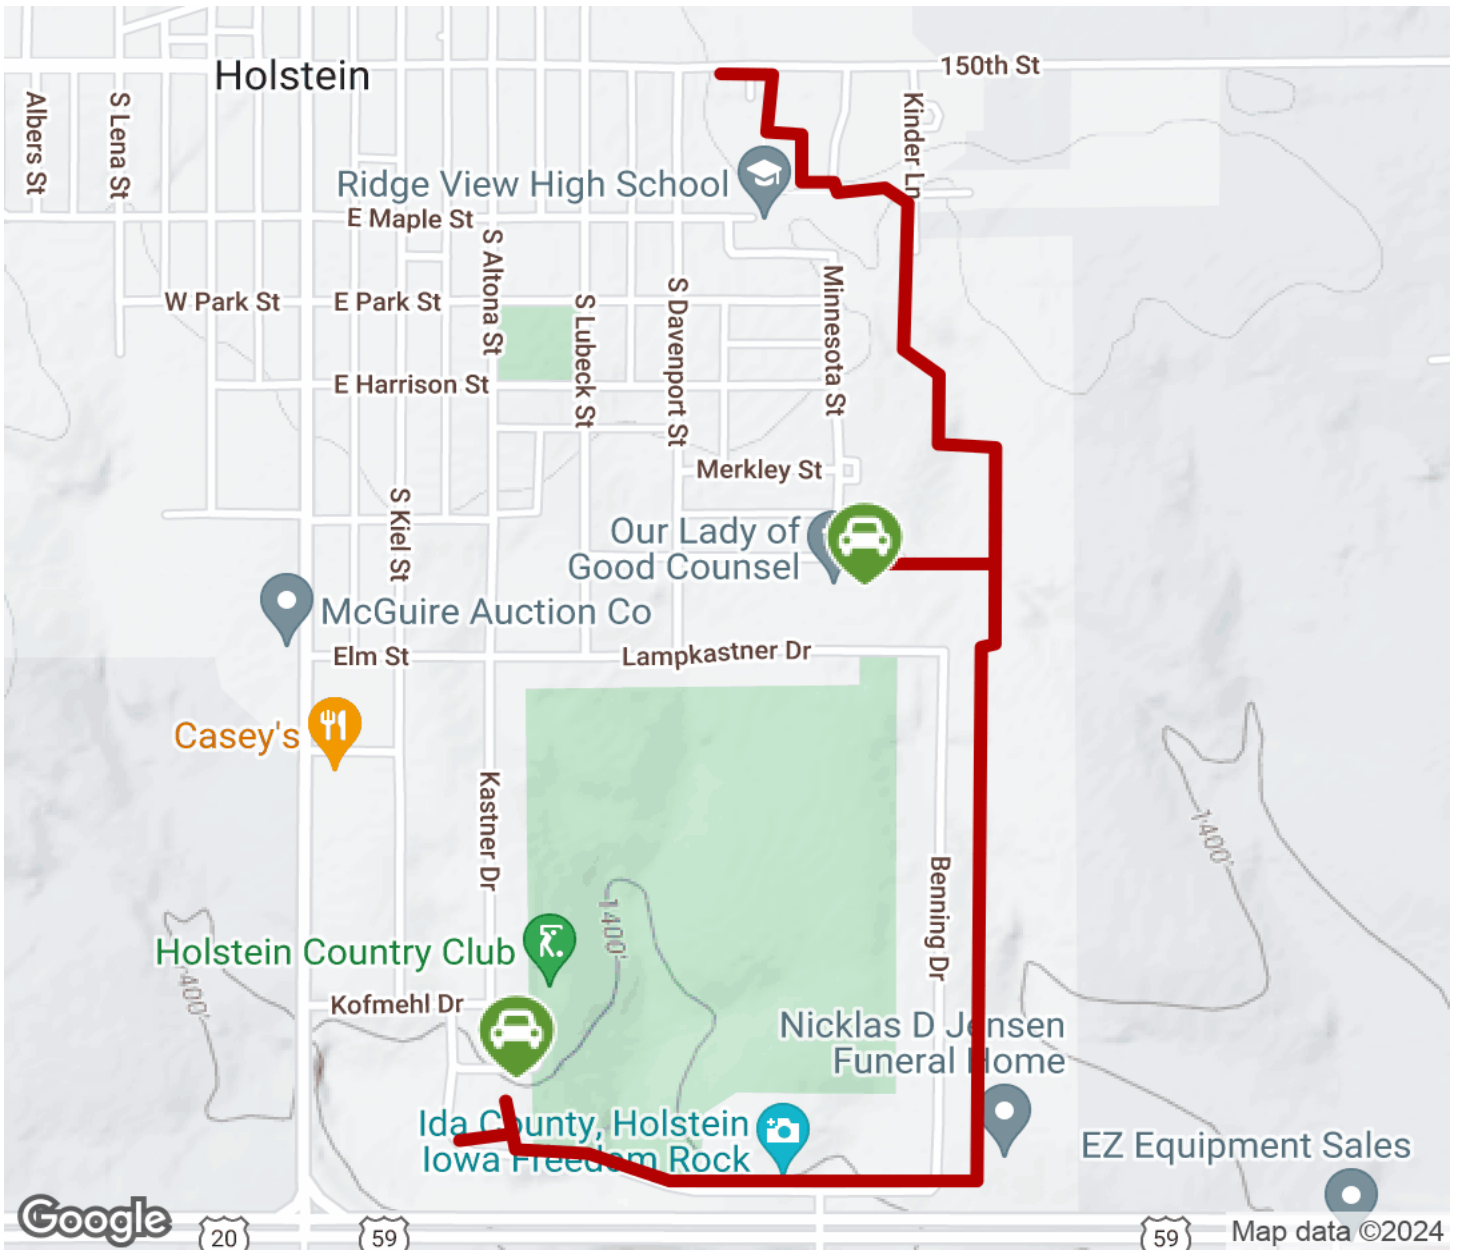 150th St
Holstein
Albers St
S Lena St
Kinder Ln
Ridge View High School
E Maple St
S Altona St
Minnesota St
S Davenport St
W Park St
E Park St
S Lubeck St
E Harrison St
Merkley St
S Kiel St
Our Lady of
Good Counsel
McGuire Auction Co
Elm St
Lampkastner Dr
Casey's
Kastner Dr
1400'
Benning Dr
1400'
Holstein Country Club
1400'
Kofmehl Dr
Nicklas D Jensen
Funeral Home
Ida County, Holstein
Iowa Freedom Rock
EZ Equipment Sales
Google
20
59
59
Map data ©2024